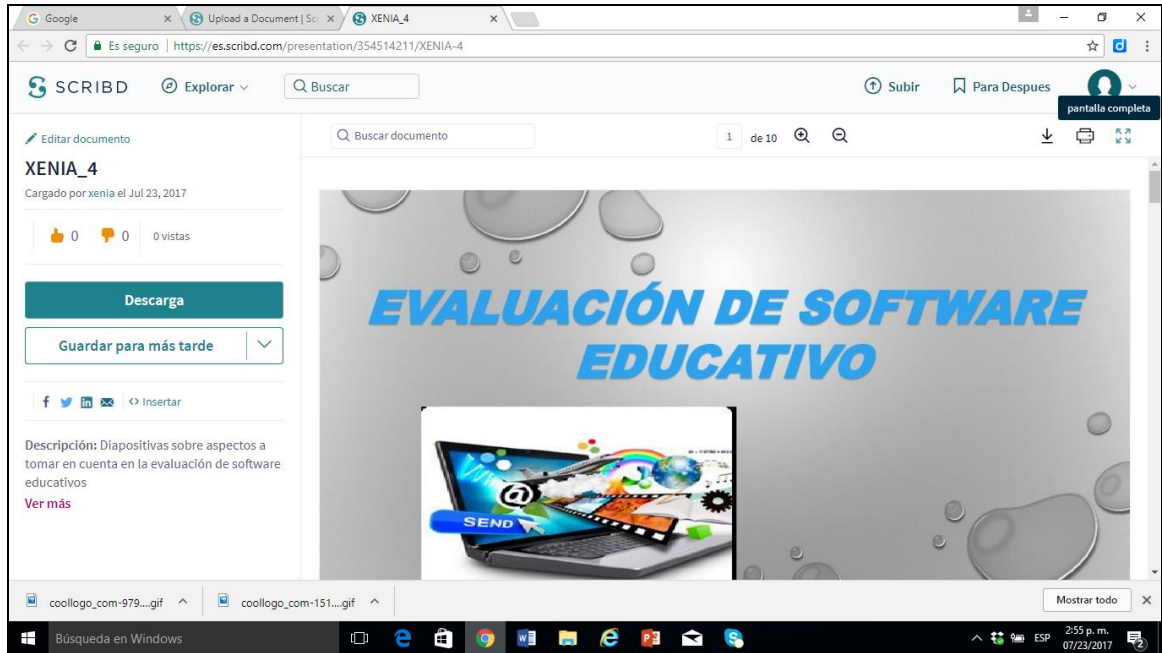 Google
Upload a Document | Sc
XENIA_4
Es seguro | https://es.scribd.com/presentation/354514211/XENIA-4
SCRIBD
Explorar
Buscar
Subir
Para Despues
pantalla completa
Editar documento
Buscar documento
1 de 10
XENIA_4
Cargado por xenia el Jul 23, 2017
0 0 0 vistas
Descarga
Guardar para más tarde
Insertar
Descripción: Diapositivas sobre aspectos a
tomar en cuenta en la evaluación de software
educativos
Ver más
EVALUACIÓN DE SOFTWARE
EDUCATIVO
@
SEND
coollogo_com-979....gif
coollogo_com-151....gif
Mostrar todo
Búsqueda en Windows
ESP
2:55 p. m.
07/23/2017